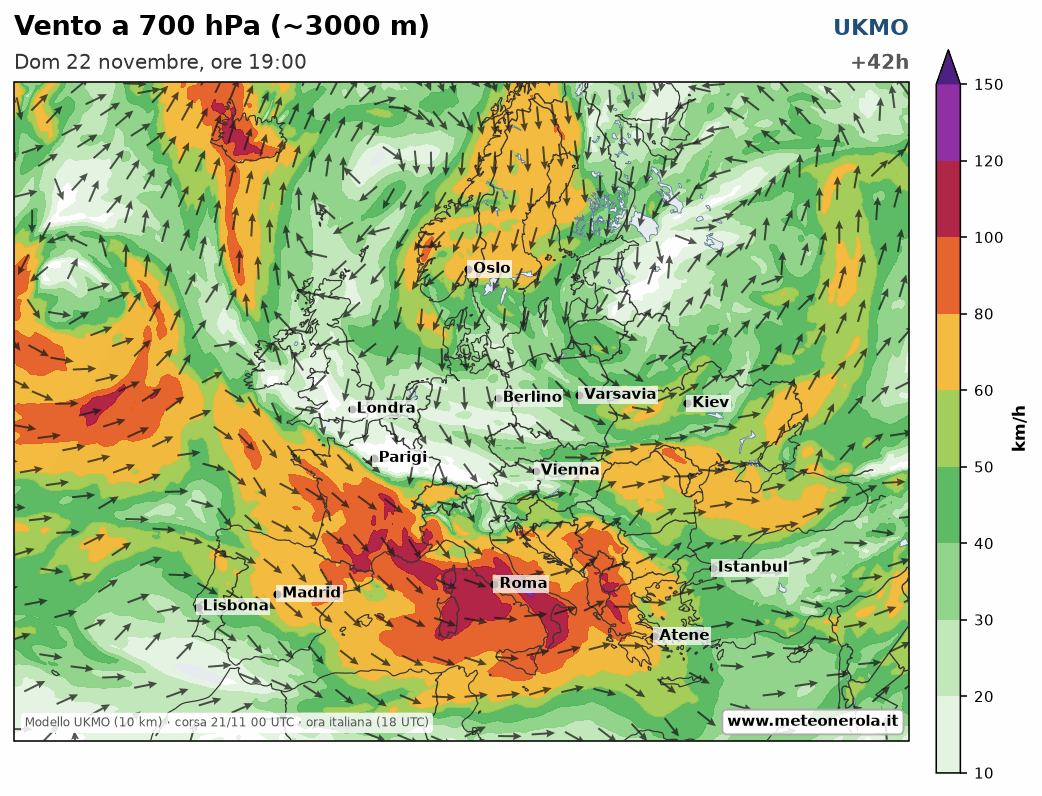 Vento a 700 hPa (~3000 m)
UKMO
Dom 22 novembre, ore 19:00
+42h
150
120
100
80
60
50
40
30
20
10
km/h
Oslo
Londra
Berlino
Varsavia
Kiev
Parigi
Vienna
Istanbul
Roma
Madrid
Lisbona
Atene
Modello UKMO (10 km) · corsa 21/11 00 UTC · ora italiana (18 UTC)
www.meteonerola.it